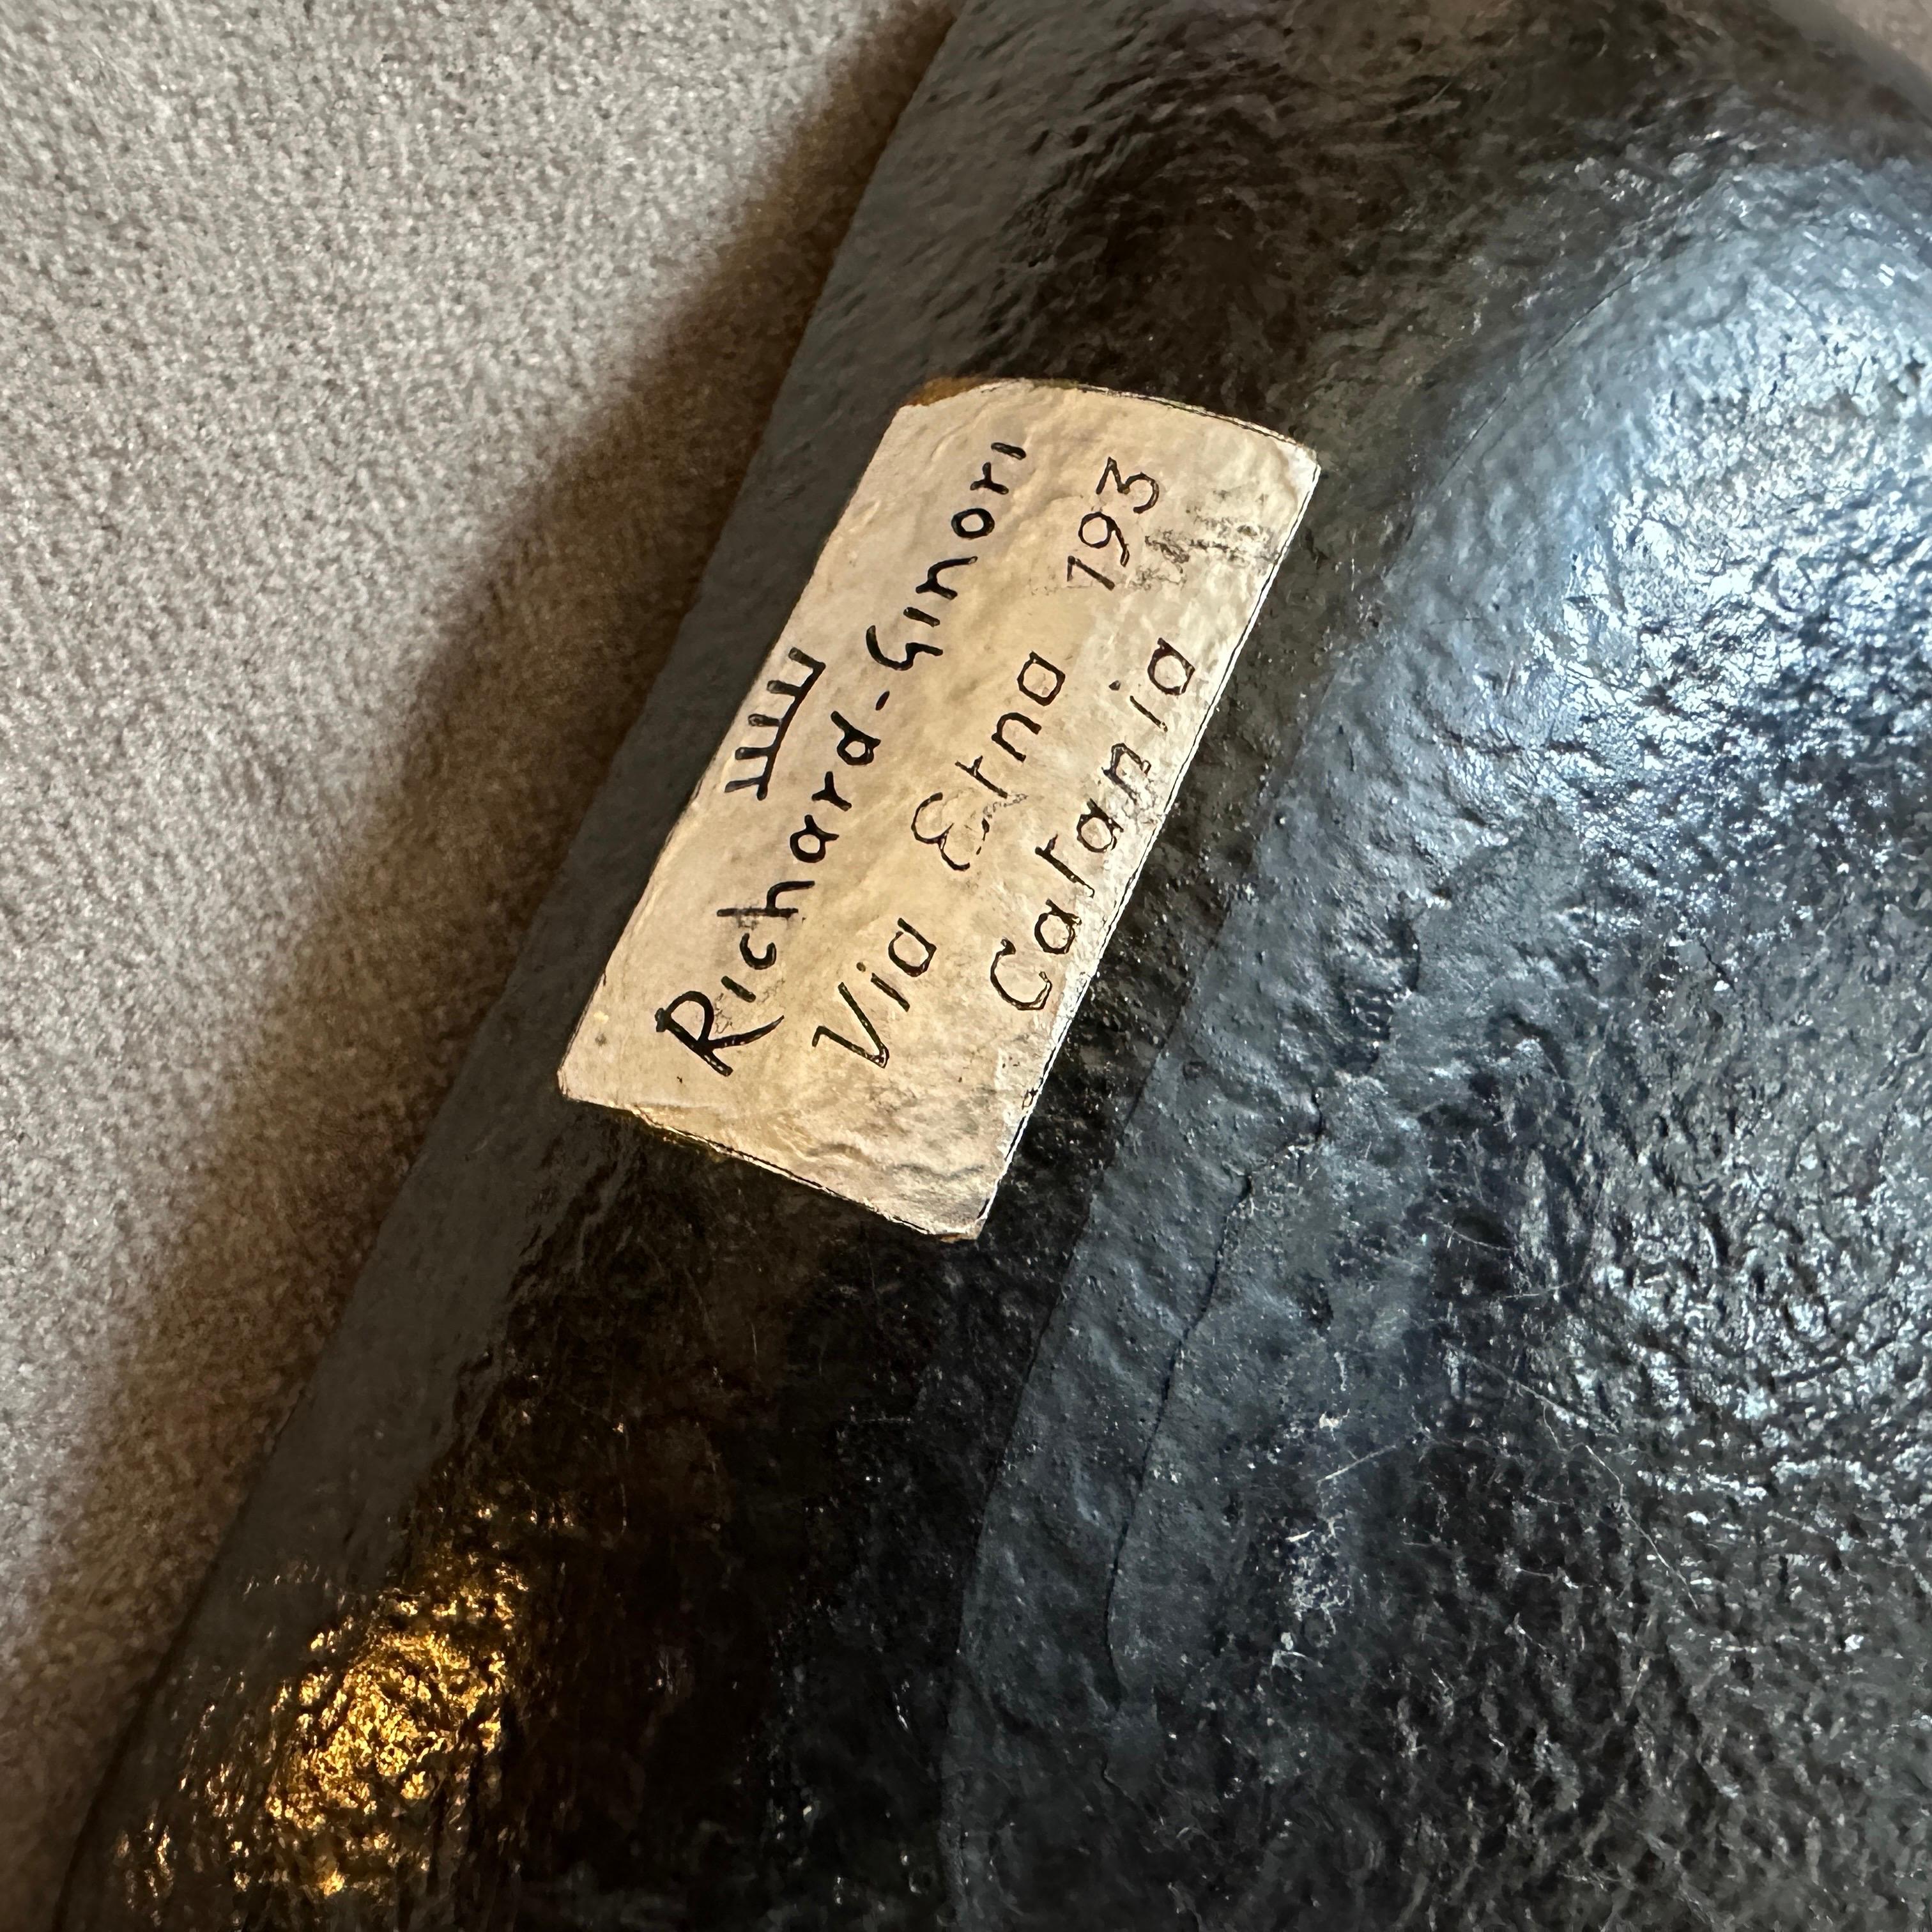 Richard-Ginori
Via Etna 193
Catania